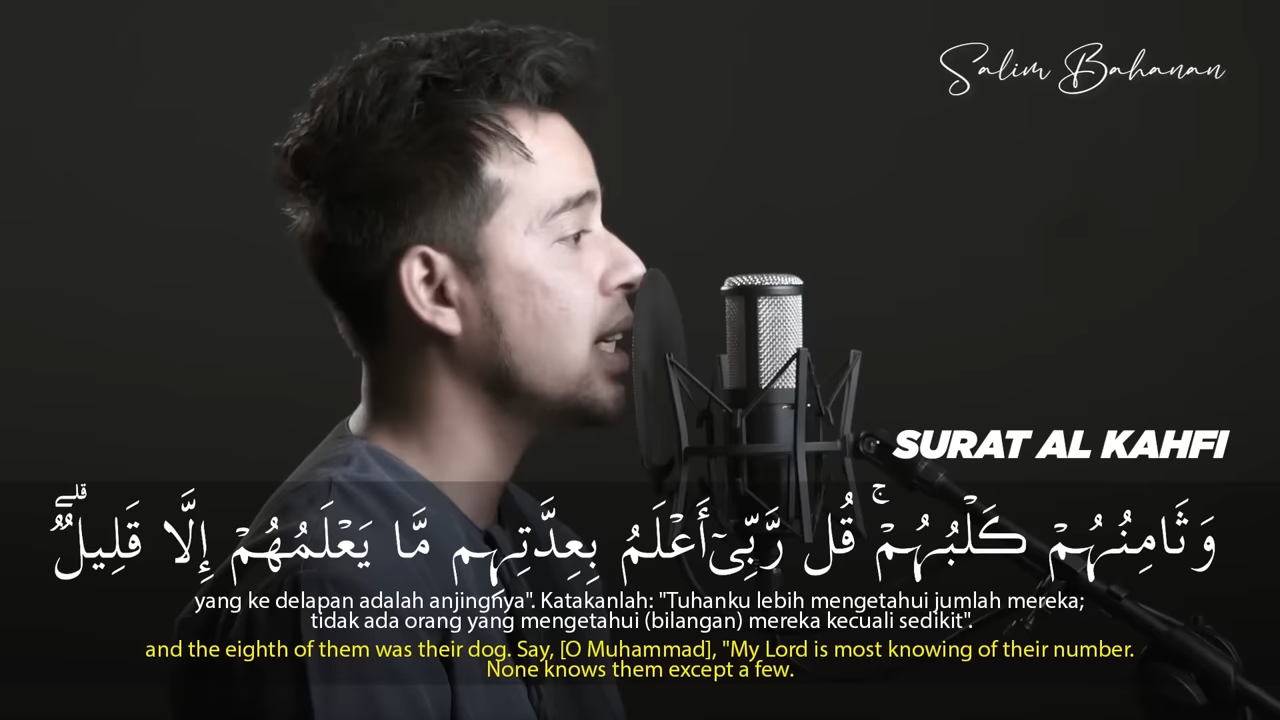 Salim Bahanan
SURAT AL KAHFI
وَثَامِنُهُمْ كَلْبُهُمْ ۚ قُل رَّبِّىٓ أَعْلَمُ بِعِدَّتِهِم مَّا يَعْلَمُهُمْ إِلَّا قَلِيلٌ ۗ
yang ke delapan adalah anjingnya". Katakanlah: "Tuhanku lebih mengetahui jumlah mereka;
tidak ada orang yang mengetahui (bilangan) mereka kecuali sedikit".
and the eighth of them was their dog. Say, [O Muhammad], "My Lord is most knowing of their number.
None knows them except a few.